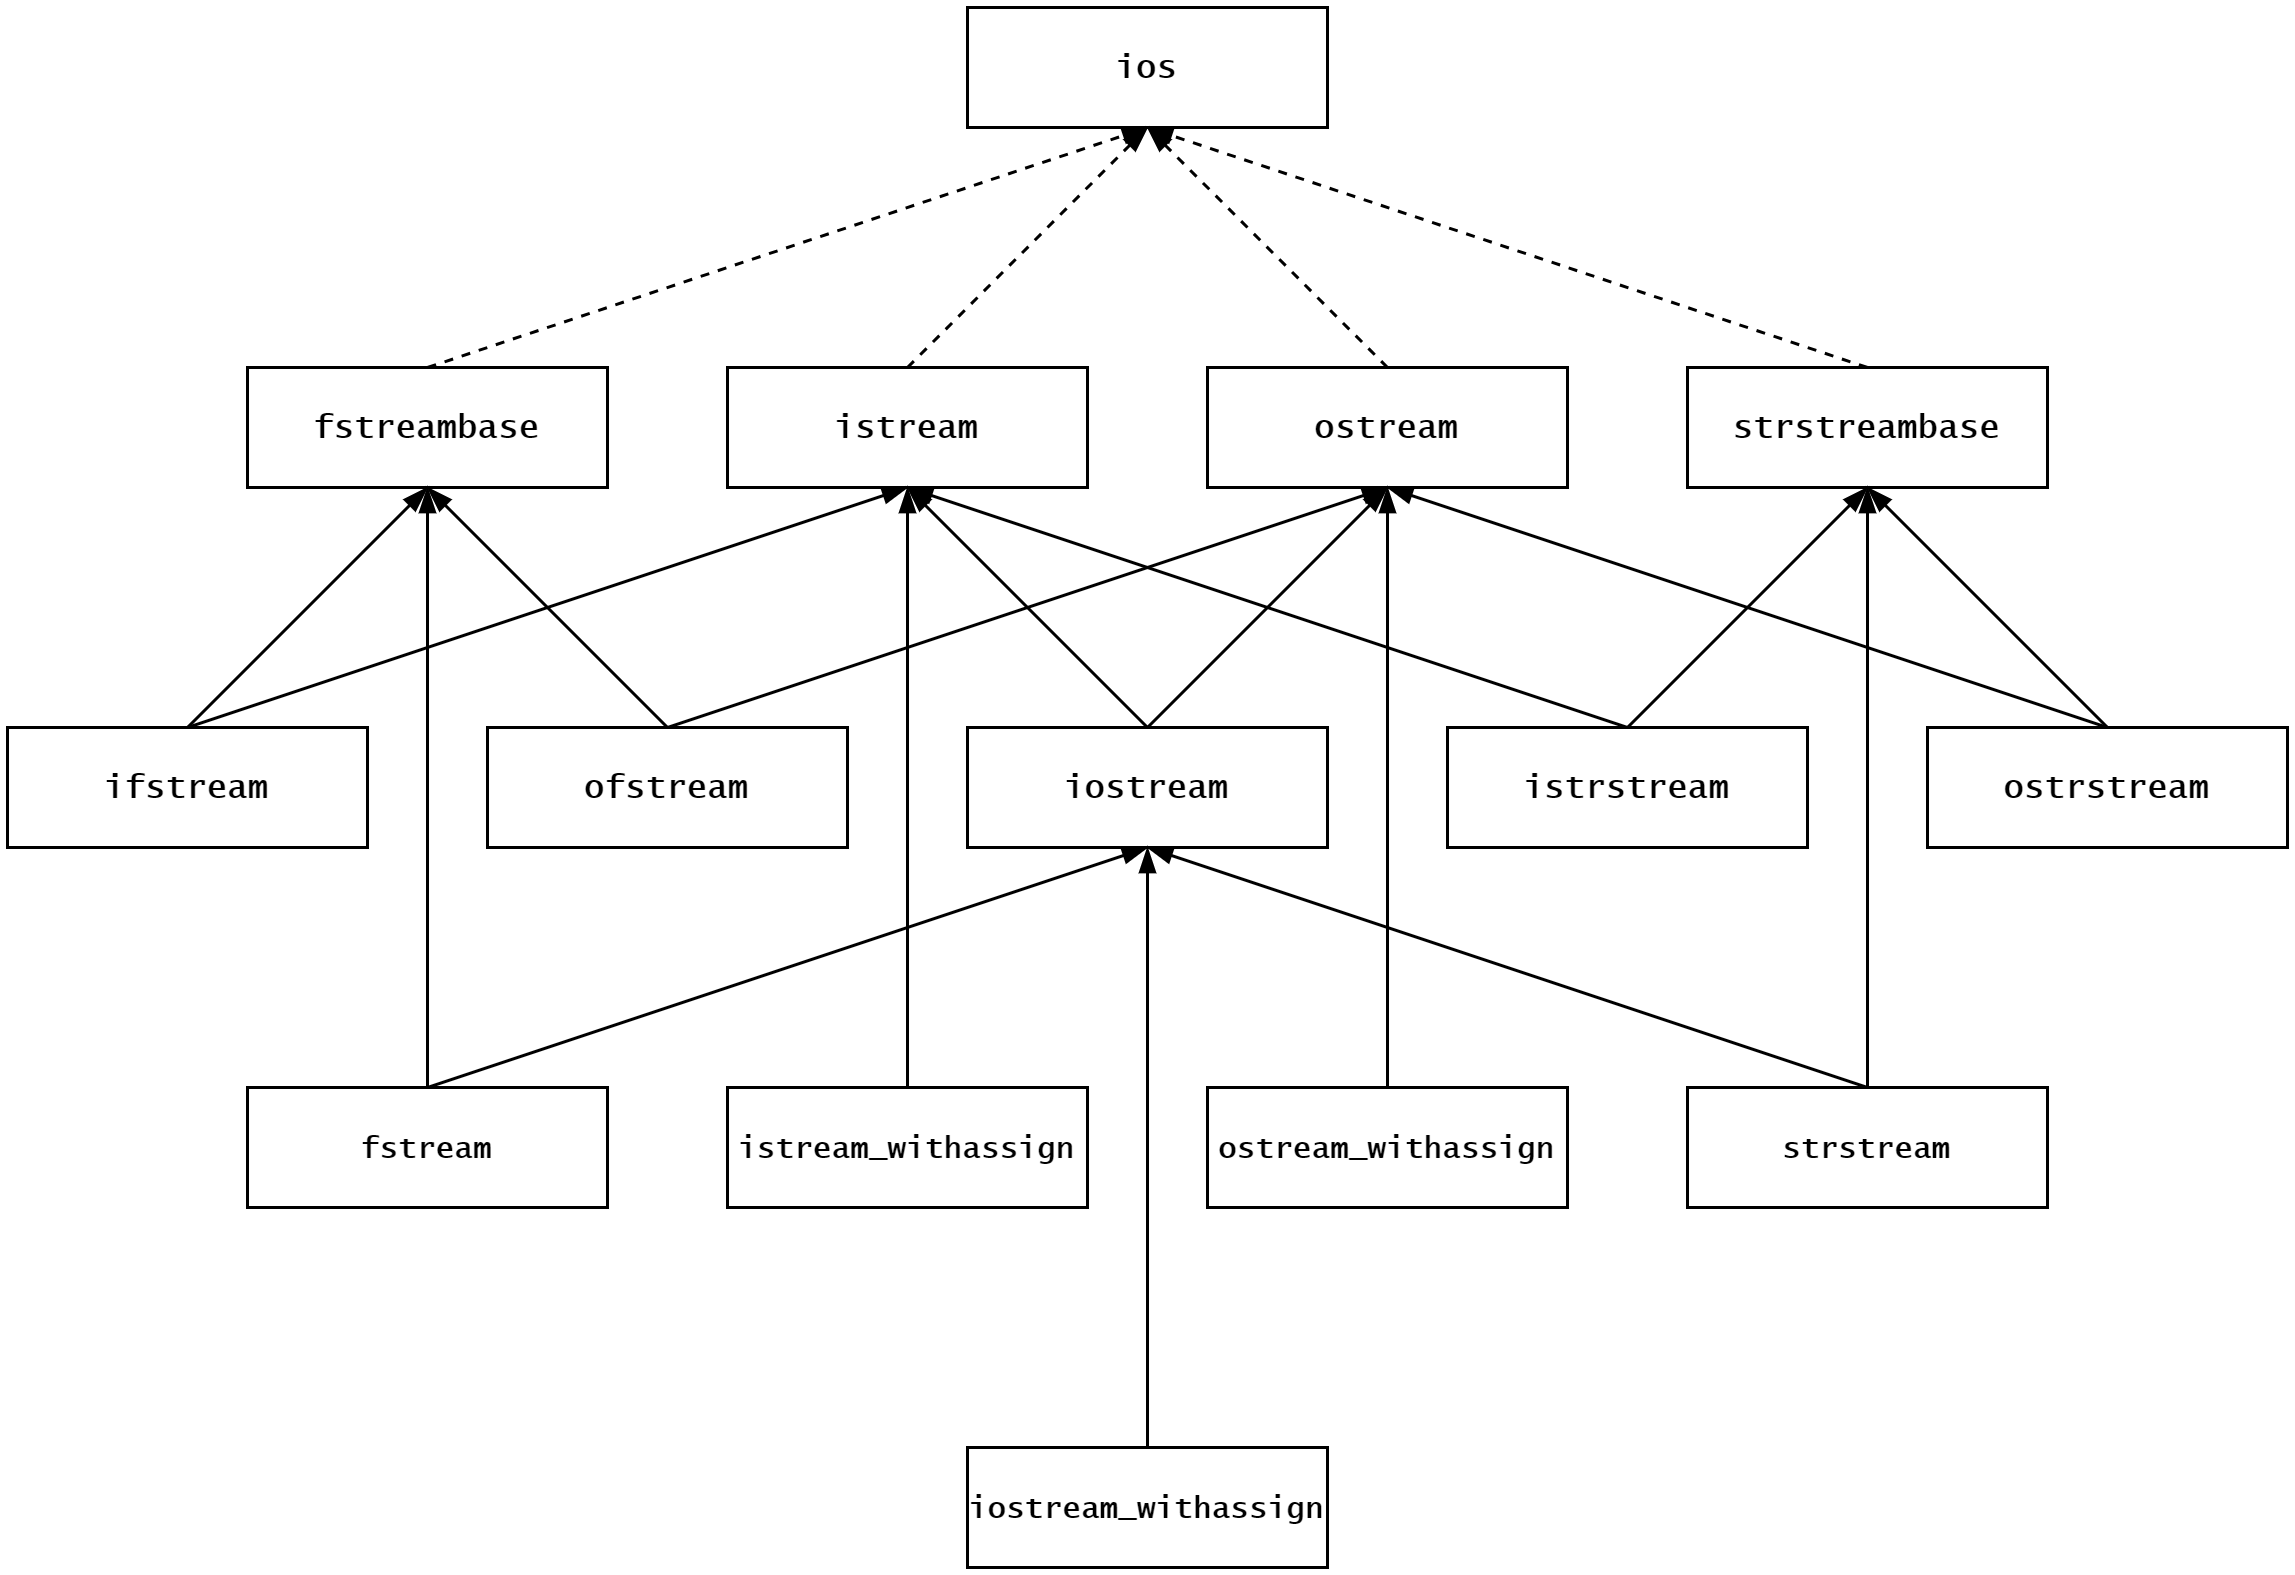 ios
fstreambase
istream
ostream
strstreambase
ifstream
ofstream
iostream
istrstream
ostrstream
fstream
istream_withassign
ostream_withassign
strstream
iostream_withassign